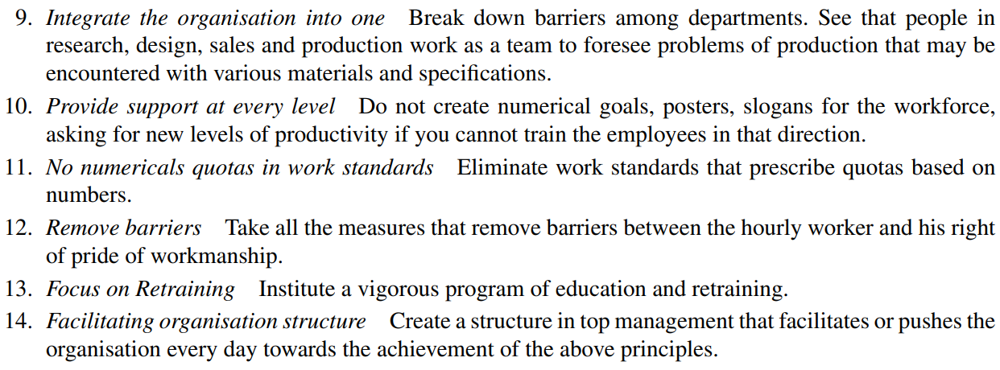 9. Integrate the organisation into one Break down barriers among departments. See that people in
research, design, sales and production work as a team to foresee problems of production that may be
encountered with various materials and specifications.
10. Provide support at every level Do not create numerical goals, posters, slogans for the workforce,
asking for new levels of productivity if you cannot train the employees in that direction.
11. No numericals quotas in work standards Eliminate work standards that prescribe quotas based on
numbers.
12. Remove barriers Take all the measures that remove barriers between the hourly worker and his right
of pride of workmanship.
13. Focus on Retraining Institute a vigorous program of education and retraining.
14. Facilitating organisation structure Create a structure in top management that facilitates or pushes the
organisation every day towards the achievement of the above principles.